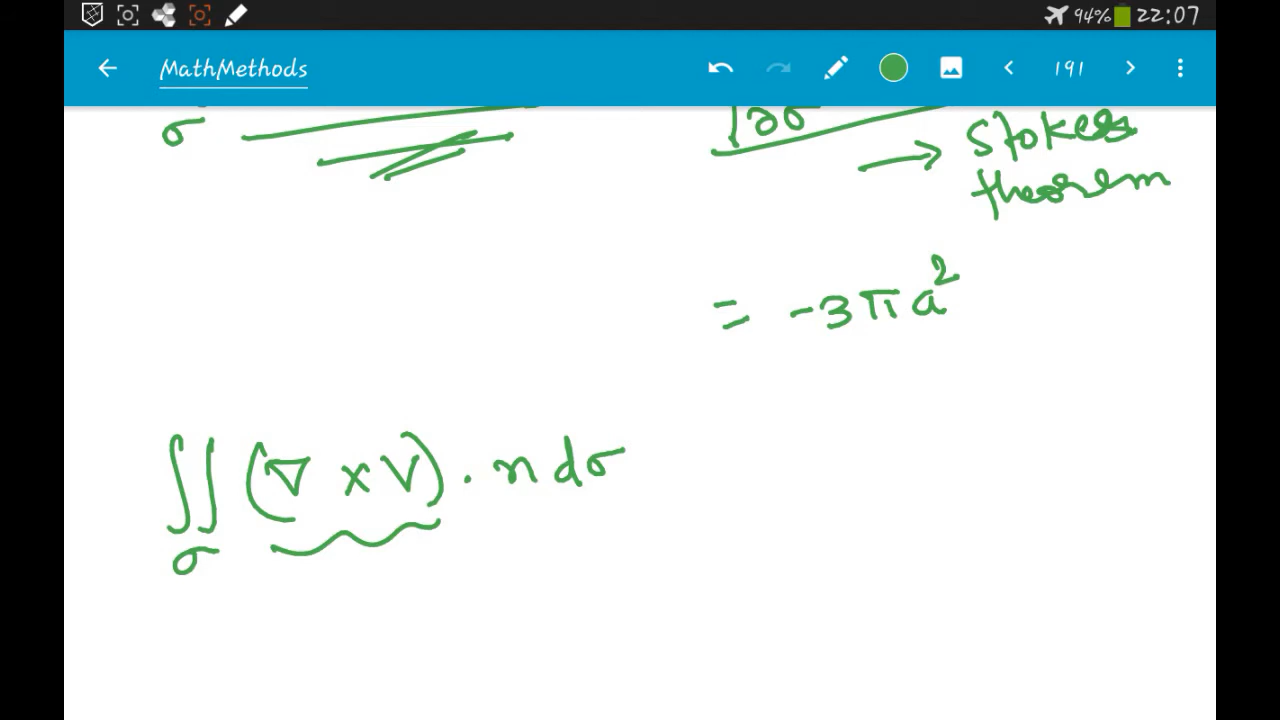 94% 22:07
MathMethods 191
σ ∫∂σ → Stokes
theorem
= -3πa²
∬ (∇ × V) · n dσ
σ